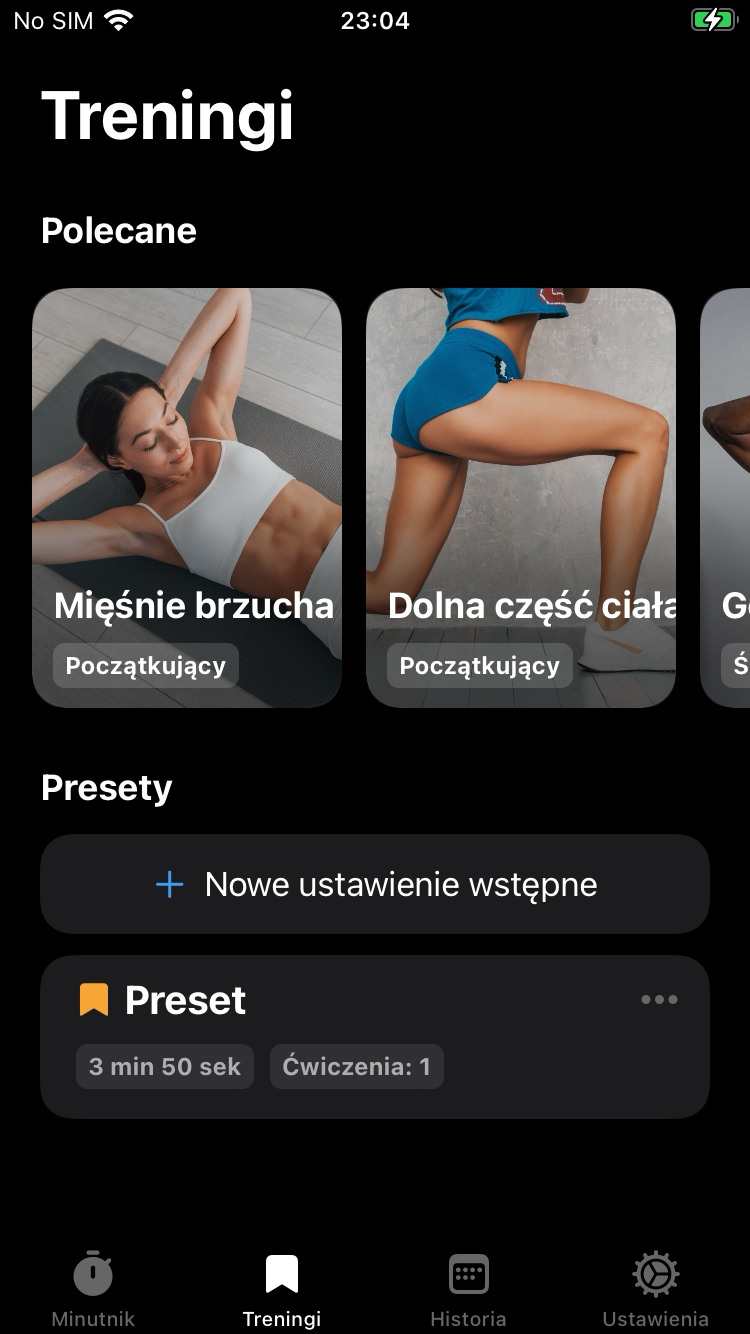 No SIM 23:04
Treningi
Polecane
Mięśnie brzucha
Początkujący
Dolna część ciała
Początkujący
Presety
Nowe ustawienie wstępne
Preset
3 min 50 sek Ćwiczenia: 1
Minutnik Treningi Historia Ustawienia